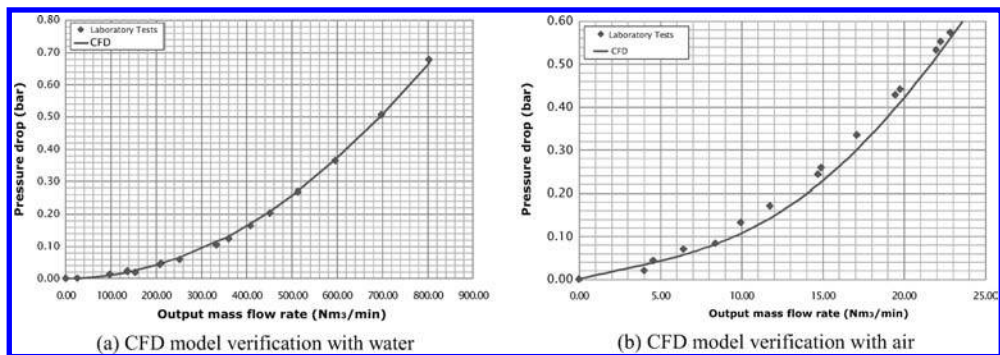 0.80
0.70
0.60
0.50
0.40
0.30
0.20
0.10
0.00
Pressure drop (bar)
Laboratory Tests
CFD
0.00 100.00 200.00 300.00 400.00 500.00 600.00 700.00 800.00 900.00
Output mass flow rate (Nm3/min)
(a) CFD model verification with water
0.60
0.50
0.40
0.30
0.20
0.10
0.00
Pressure drop (bar)
Laboratory Tests
CFD
0.00 5.00 10.00 15.00 20.00 25.00
Output mass flow rate (Nm3/min)
(b) CFD model verification with air